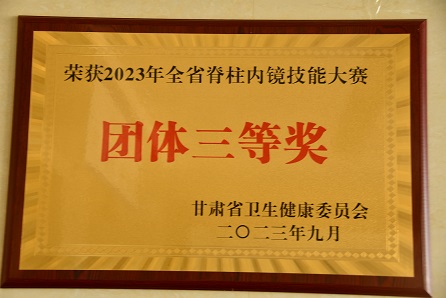 荣获2023年全省脊柱内镜技能大赛
团体三等奖
甘肃省卫生健康委员会
二〇二三年九月